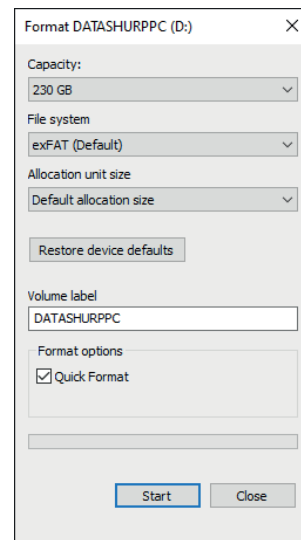 Format DATASHURPPC (D:)
Capacity:
230 GB
File system
exFAT (Default)
Allocation unit size
Default allocation size
Restore device defaults
Volume label
DATASHURPPC
Format options
Quick Format
Start Close